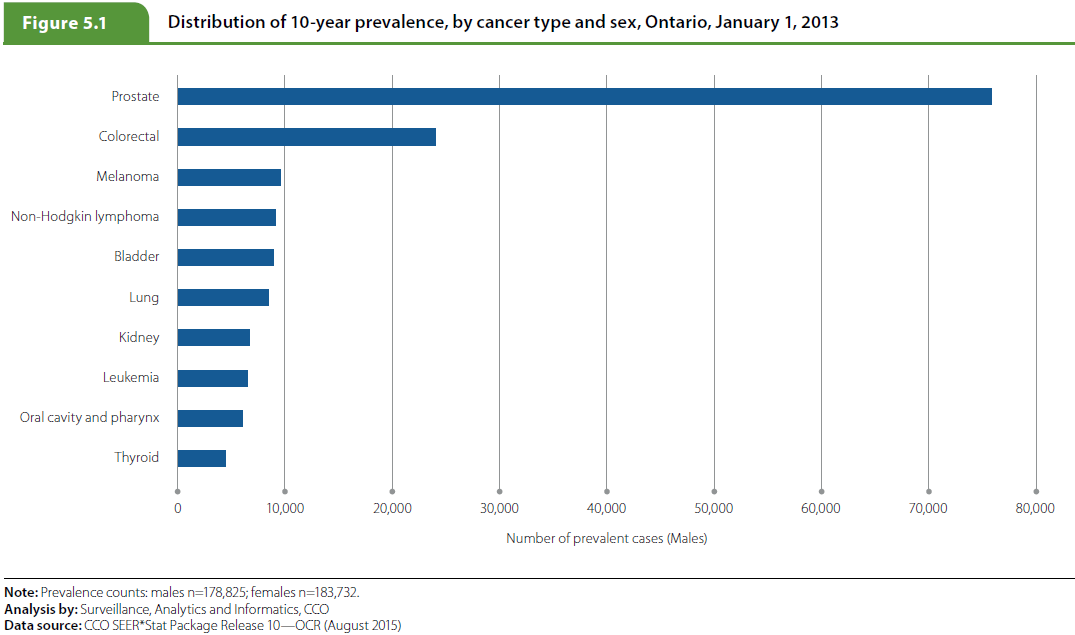 Figure 5.1
Distribution of 10-year prevalence, by cancer type and sex, Ontario, January 1, 2013
Prostate
Colorectal
Melanoma
Non-Hodgkin lymphoma
Bladder
Lung
Kidney
Leukemia
Oral cavity and pharynx
Thyroid
0 10,000 20,000 30,000 40,000 50,000 60,000 70,000 80,000
Number of prevalent cases (Males)
Note: Prevalence counts: males n=178,825; females n=183,732.
Analysis by: Surveillance, Analytics and Informatics, CCO
Data source: CCO SEER*Stat Package Release 10—OCR (August 2015)